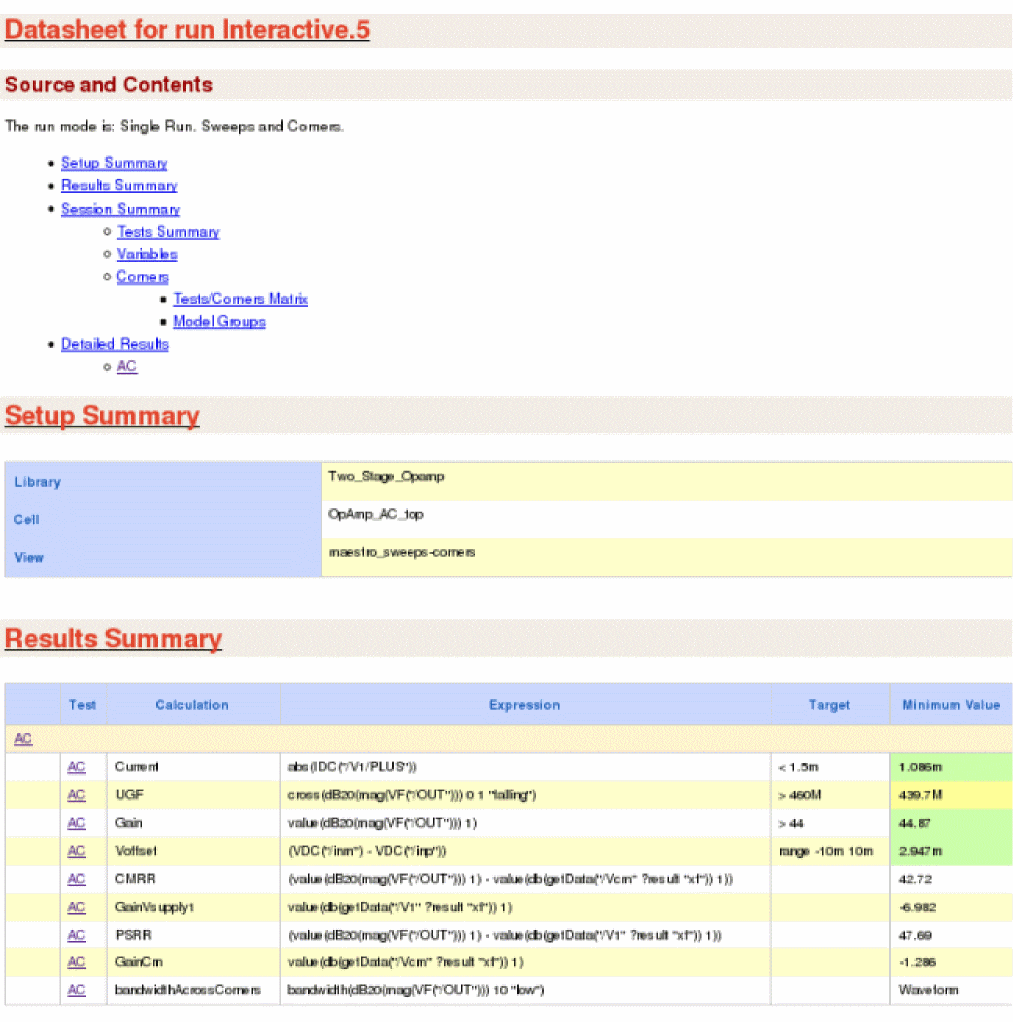 Datasheet for run Interactive.5
Source and Contents
The run mode is: Single Run. Sweeps and Corners.
Setup Summary
Results Summary
Session Summary
Tests Summary
Variables
Corners
Tests/Corners Matrix
Model Groups
Detailed Results
AC
Setup Summary
Library Two_Stage_Opamp
Cell OpAmp_AC_top
View maestro_sweeps-corners
Results Summary
Test Calculation Expression Target Minimum Value
AC
AC Current abs(IDC("/V1/PLUS")) < 1.5m 1.086m
AC UGF cross(dB20(mag(VF("/OUT"))) 0 1 "falling") > 460M 439.7M
AC Gain value(dB20(mag(VF("/OUT"))) 1) > 44 44.87
AC Voffset (VDC("/inm") - VDC("/inp")) range -10m 10m 2.947m
AC CMRR (value(dB20(mag(VF("/OUT"))) 1) - value(db(getData("/Vcm" ?result "xf")) 1)) 42.72
AC GainVsupply1 value(db(getData("/V1" ?result "xf")) 1) -6.982
AC PSRR (value(dB20(mag(VF("/OUT"))) 1) - value(db(getData("/V1" ?result "xf")) 1)) 47.69
AC GainCm value(db(getData("/Vcm" ?result "xf")) 1) -1.286
AC bandwidthAcrossCorners bandwidth(dB20(mag(VF("/OUT"))) 10 "low") Waveform